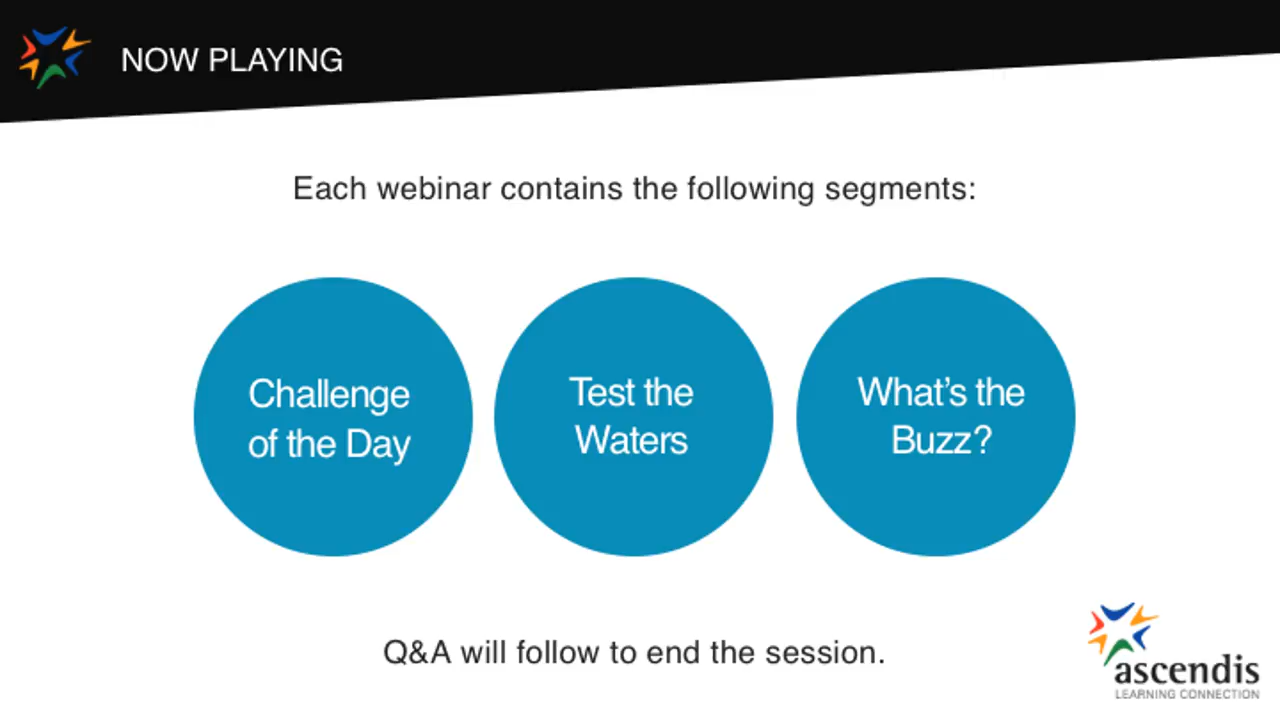 NOW PLAYING
Each webinar contains the following segments:
Challenge
of the Day
Test the
Waters
What's the
Buzz?
Q&A will follow to end the session.
ascendis
LEARNING CONNECTION